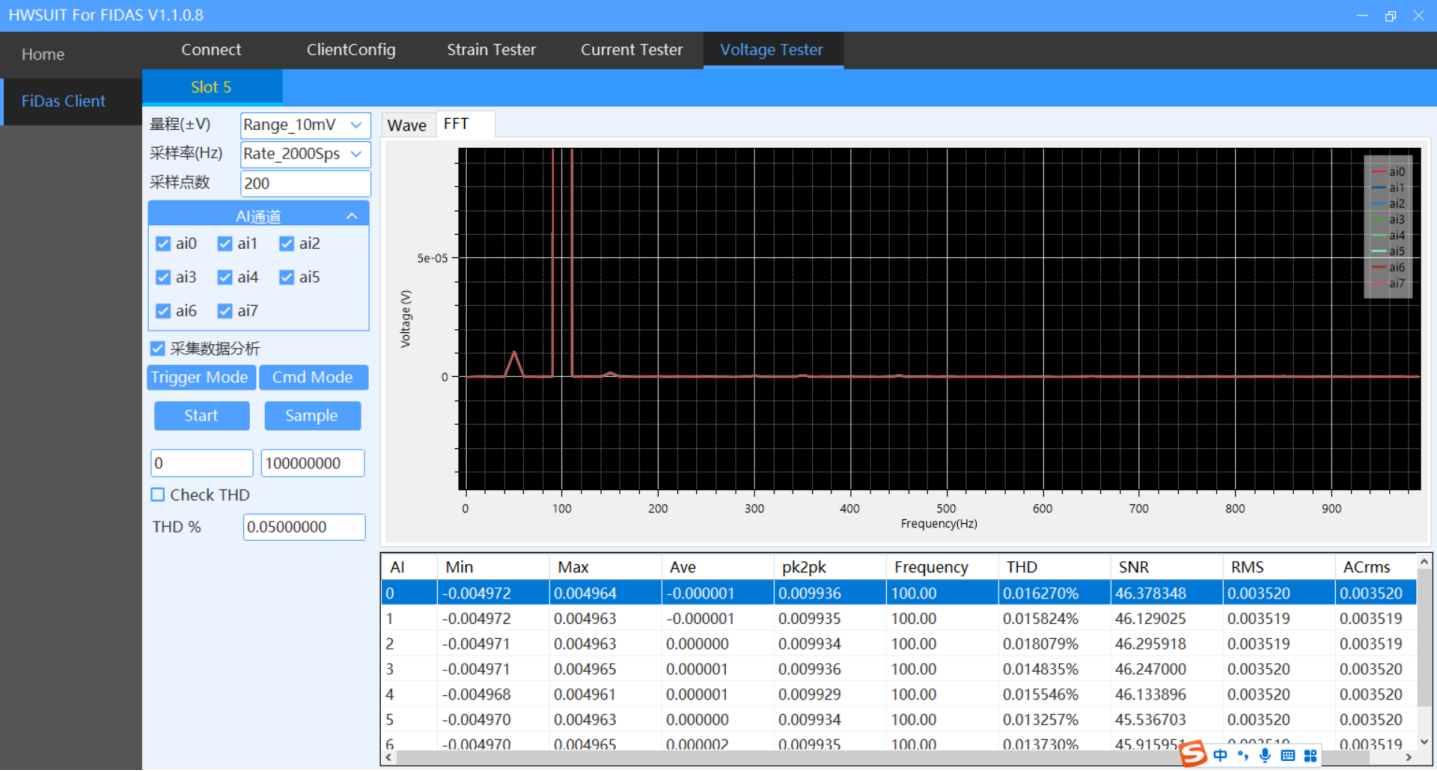 HWSUIT For FIDAS V1.1.0.8
Home
FiDas Client
Connect ClientConfig Strain Tester Current Tester Voltage Tester
Slot 5
量程(±V) Range_10mV
采样率(Hz) Rate_2000Sps
采样点数 200
AI通道
ai0 ai1 ai2
ai3 ai4 ai5
ai6 ai7
采集数据分析
Trigger Mode Cmd Mode
Start Sample
0 100000000
Check THD
THD % 0.05000000
Wave FFT
ai0
ai1
ai2
ai3
ai4
ai5
ai6
ai7
Voltage (V)
5e-05
0
0 100 200 300 400 500 600 700 800 900
Frequency(Hz)
AI Min Max Ave pk2pk Frequency THD SNR RMS ACrms
0 -0.004972 0.004964 -0.000001 0.009936 100.00 0.016270% 46.378348 0.003520 0.003520
1 -0.004972 0.004963 -0.000001 0.009935 100.00 0.015824% 46.129025 0.003519 0.003519
2 -0.004971 0.004963 0.000000 0.009934 100.00 0.018079% 46.295918 0.003519 0.003519
3 -0.004971 0.004965 0.000001 0.009936 100.00 0.014835% 46.247000 0.003520 0.003520
4 -0.004968 0.004961 0.000001 0.009929 100.00 0.015546% 46.133896 0.003520 0.003520
5 -0.004970 0.004963 0.000000 0.009934 100.00 0.013257% 45.536703 0.003520 0.003520
6 -0.004970 0.004965 0.000002 0.009935 100.00 0.013730% 45.915951 0.003519 0.003519
S 中